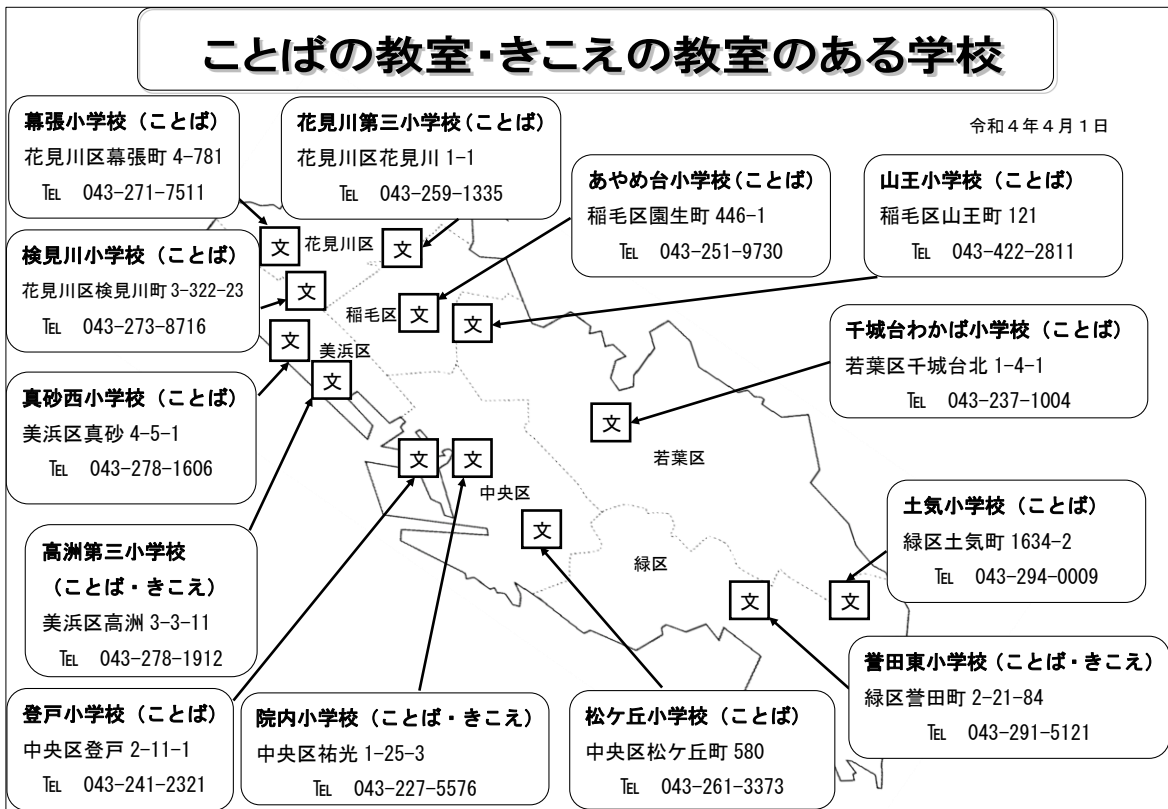 ことばの教室・きこえの教室のある学校
令和４年４月１日
幕張小学校（ことば）
花見川区幕張町 4-781
℡ 043-271-7511
花見川第三小学校（ことば）
花見川区花見川 1-1
℡ 043-259-1335
あやめ台小学校（ことば）
稲毛区園生町 446-1
℡ 043-251-9730
山王小学校（ことば）
稲毛区山王町 121
℡ 043-422-2811
検見川小学校（ことば）
花見川区検見川町 3-322-23
℡ 043-273-8716
文
花見川区
文
文
稲毛区
文
文
文
美浜区
文
千城台わかば小学校（ことば）
若葉区千城台北 1-4-1
℡ 043-237-1004
真砂西小学校（ことば）
美浜区真砂 4-5-1
℡ 043-278-1606
文
若葉区
文
文
中央区
文
緑区
文
文
土気小学校（ことば）
緑区土気町 1634-2
℡ 043-294-0009
高洲第三小学校
（ことば・きこえ）
美浜区高洲 3-3-11
℡ 043-278-1912
誉田東小学校（ことば・きこえ）
緑区誉田町 2-21-84
℡ 043-291-5121
登戸小学校（ことば）
中央区登戸 2-11-1
℡ 043-241-2321
院内小学校（ことば・きこえ）
中央区祐光 1-25-3
℡ 043-227-5576
松ケ丘小学校（ことば）
中央区松ケ丘町 580
℡ 043-261-3373